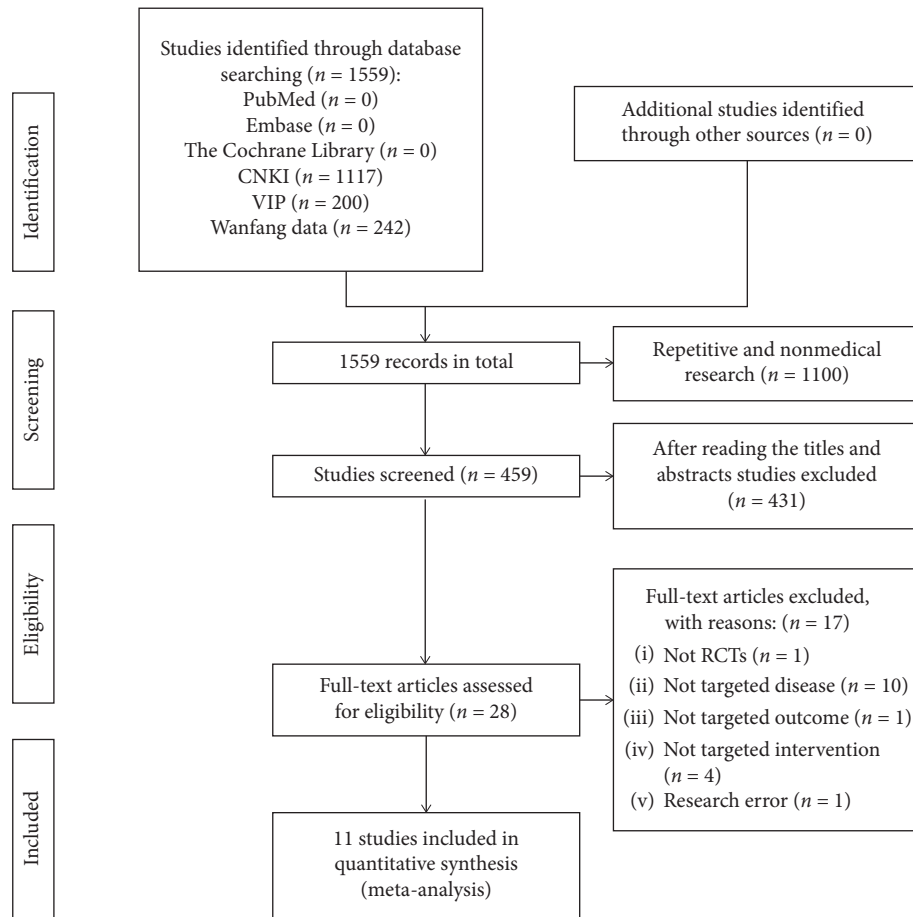 Identification
Studies identified through database
searching (n = 1559):
PubMed (n = 0)
Embase (n = 0)
The Cochrane Library (n = 0)
CNKI (n = 1117)
VIP (n = 200)
Wanfang data (n = 242)
Additional studies identified
through other sources (n = 0)
Screening
1559 records in total
Repetitive and nonmedical
research (n = 1100)
Studies screened (n = 459)
After reading the titles and
abstracts studies excluded
(n = 431)
Eligibility
Full-text articles assessed
for eligibility (n = 28)
Full-text articles excluded,
with reasons: (n = 17)
(i) Not RCTs (n = 1)
(ii) Not targeted disease (n = 10)
(iii) Not targeted outcome (n = 1)
(iv) Not targeted intervention
(n = 4)
(v) Research error (n = 1)
Included
11 studies included in
quantitative synthesis
(meta-analysis)